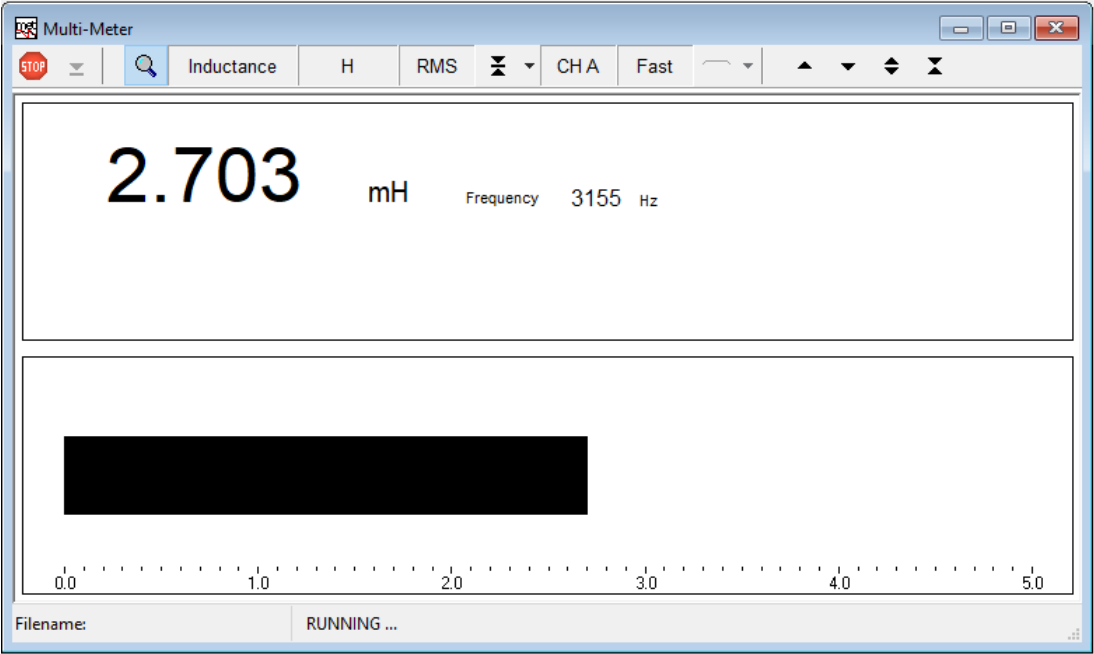 Multi-Meter
STOP Inductance H RMS CH A Fast
2.703 mH Frequency 3155 Hz
0.0 1.0 2.0 3.0 4.0 5.0
Filename: RUNNING ...